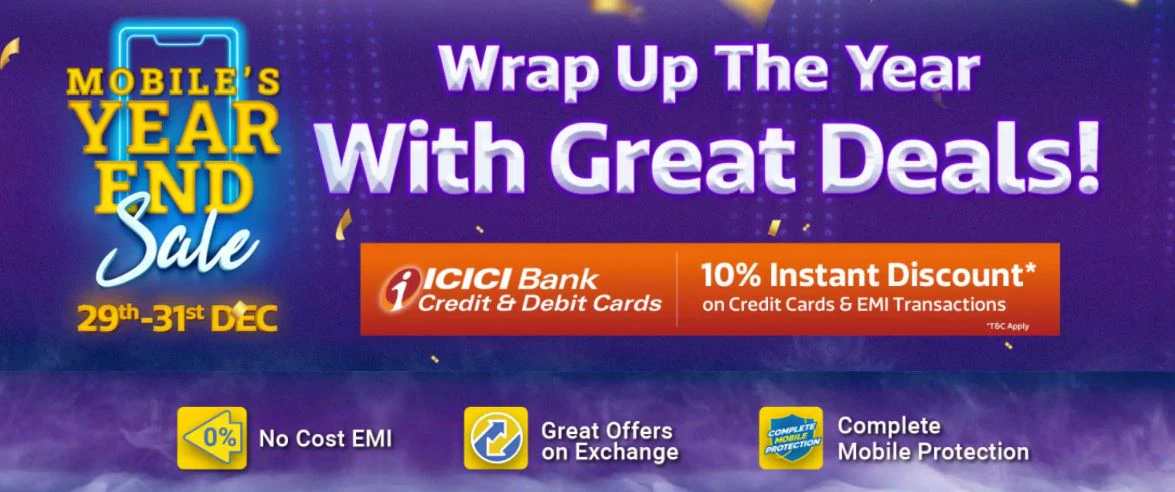 MOBILE'S
YEAR
END
Sale
29th-31st DEC
Wrap Up The Year
With Great Deals!
i ICICI Bank
Credit & Debit Cards
10% Instant Discount*
on Credit Cards & EMI Transactions
*T&C Apply
0%
No Cost EMI
Great Offers
on Exchange
COMPLETE
MOBILE
PROTECTION
Complete
Mobile Protection